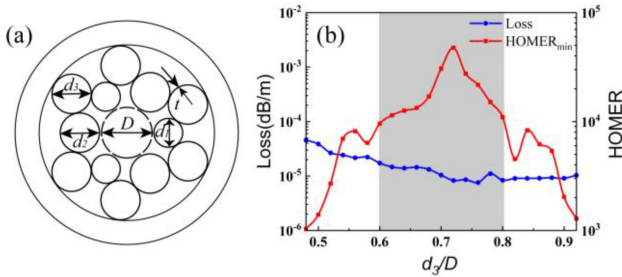 (a)
d3
t
d2
D
d1
(b)
Loss
HOMERmin
Loss(dB/m)
10-2
10-3
10-4
10-5
10-6
HOMER
10^5
10^4
10^3
0.5 0.6 0.7 0.8 0.9
d3/D